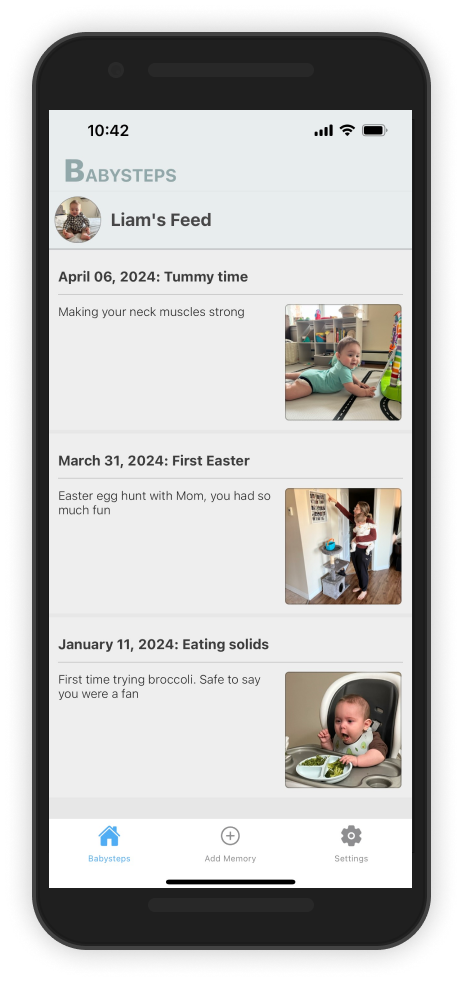 10:42
BABYSTEPS
Liam's Feed
April 06, 2024: Tummy time
Making your neck muscles strong
March 31, 2024: First Easter
Easter egg hunt with Mom, you had so
much fun
January 11, 2024: Eating solids
First time trying broccoli. Safe to say
you were a fan
Babysteps
Add Memory
Settings